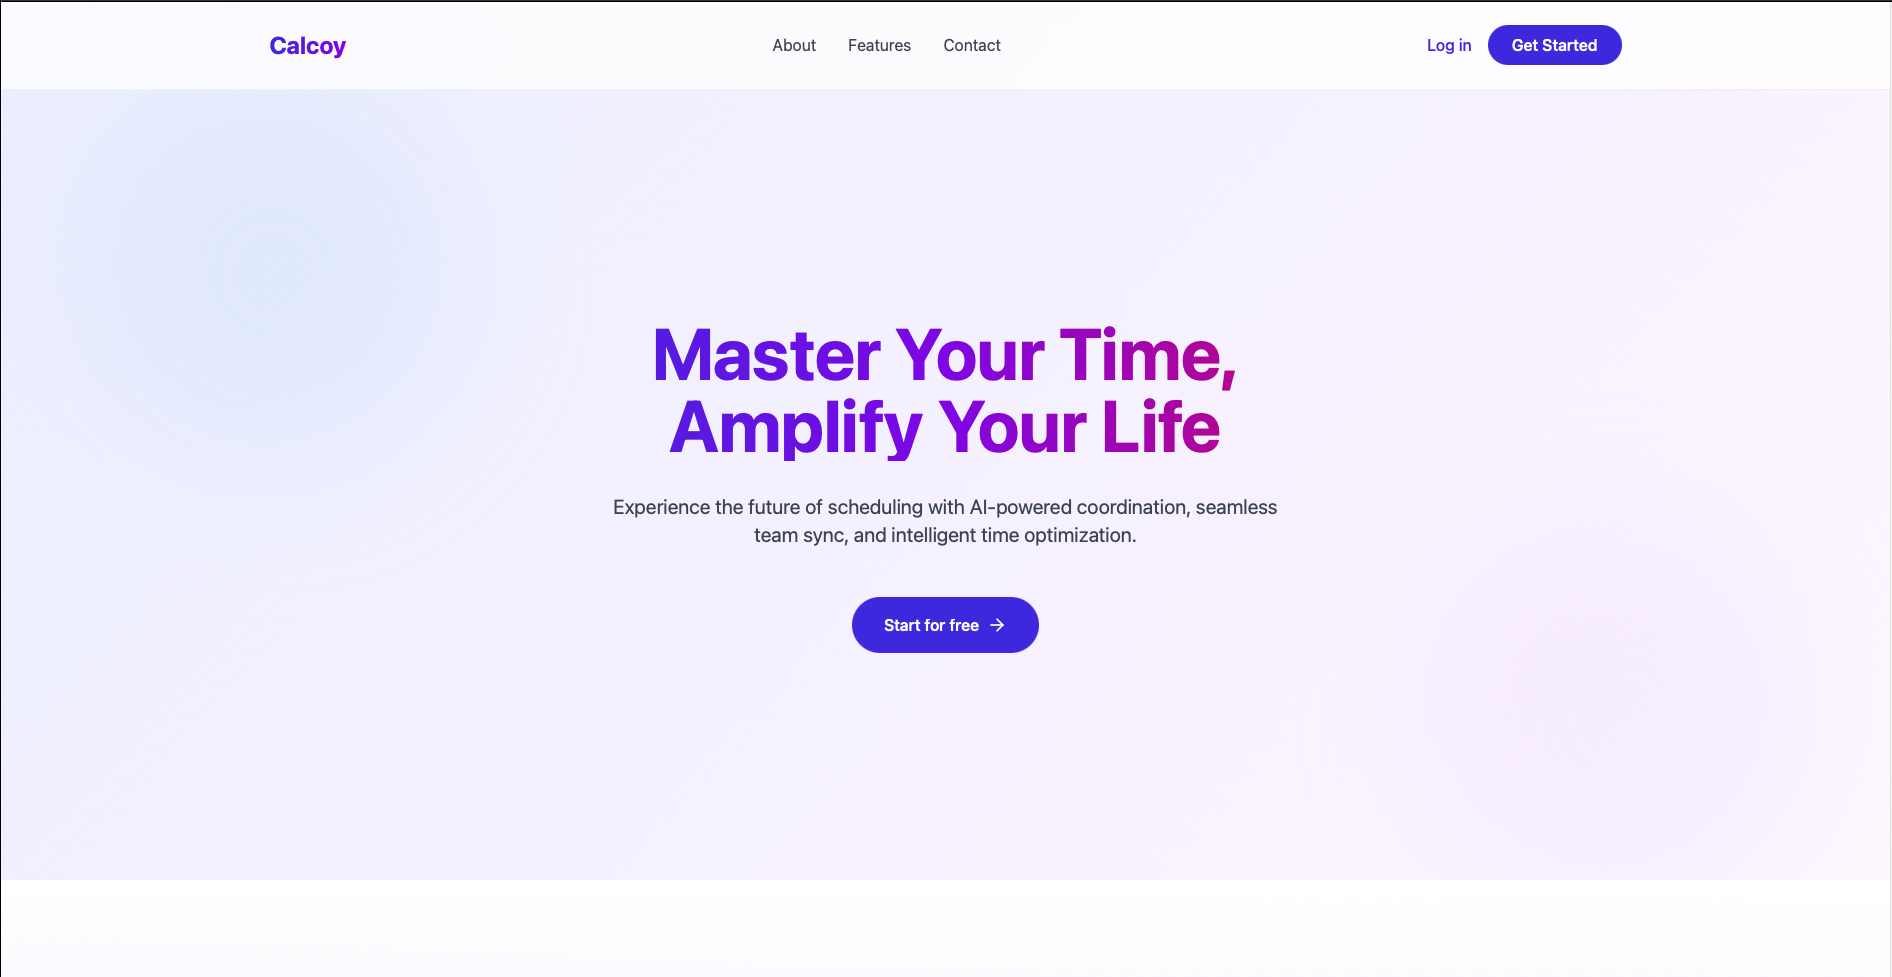 Calcoy
About
Features
Contact
Log in
Get Started
Master Your Time,
Amplify Your Life
Experience the future of scheduling with AI-powered coordination, seamless
team sync, and intelligent time optimization.
Start for free